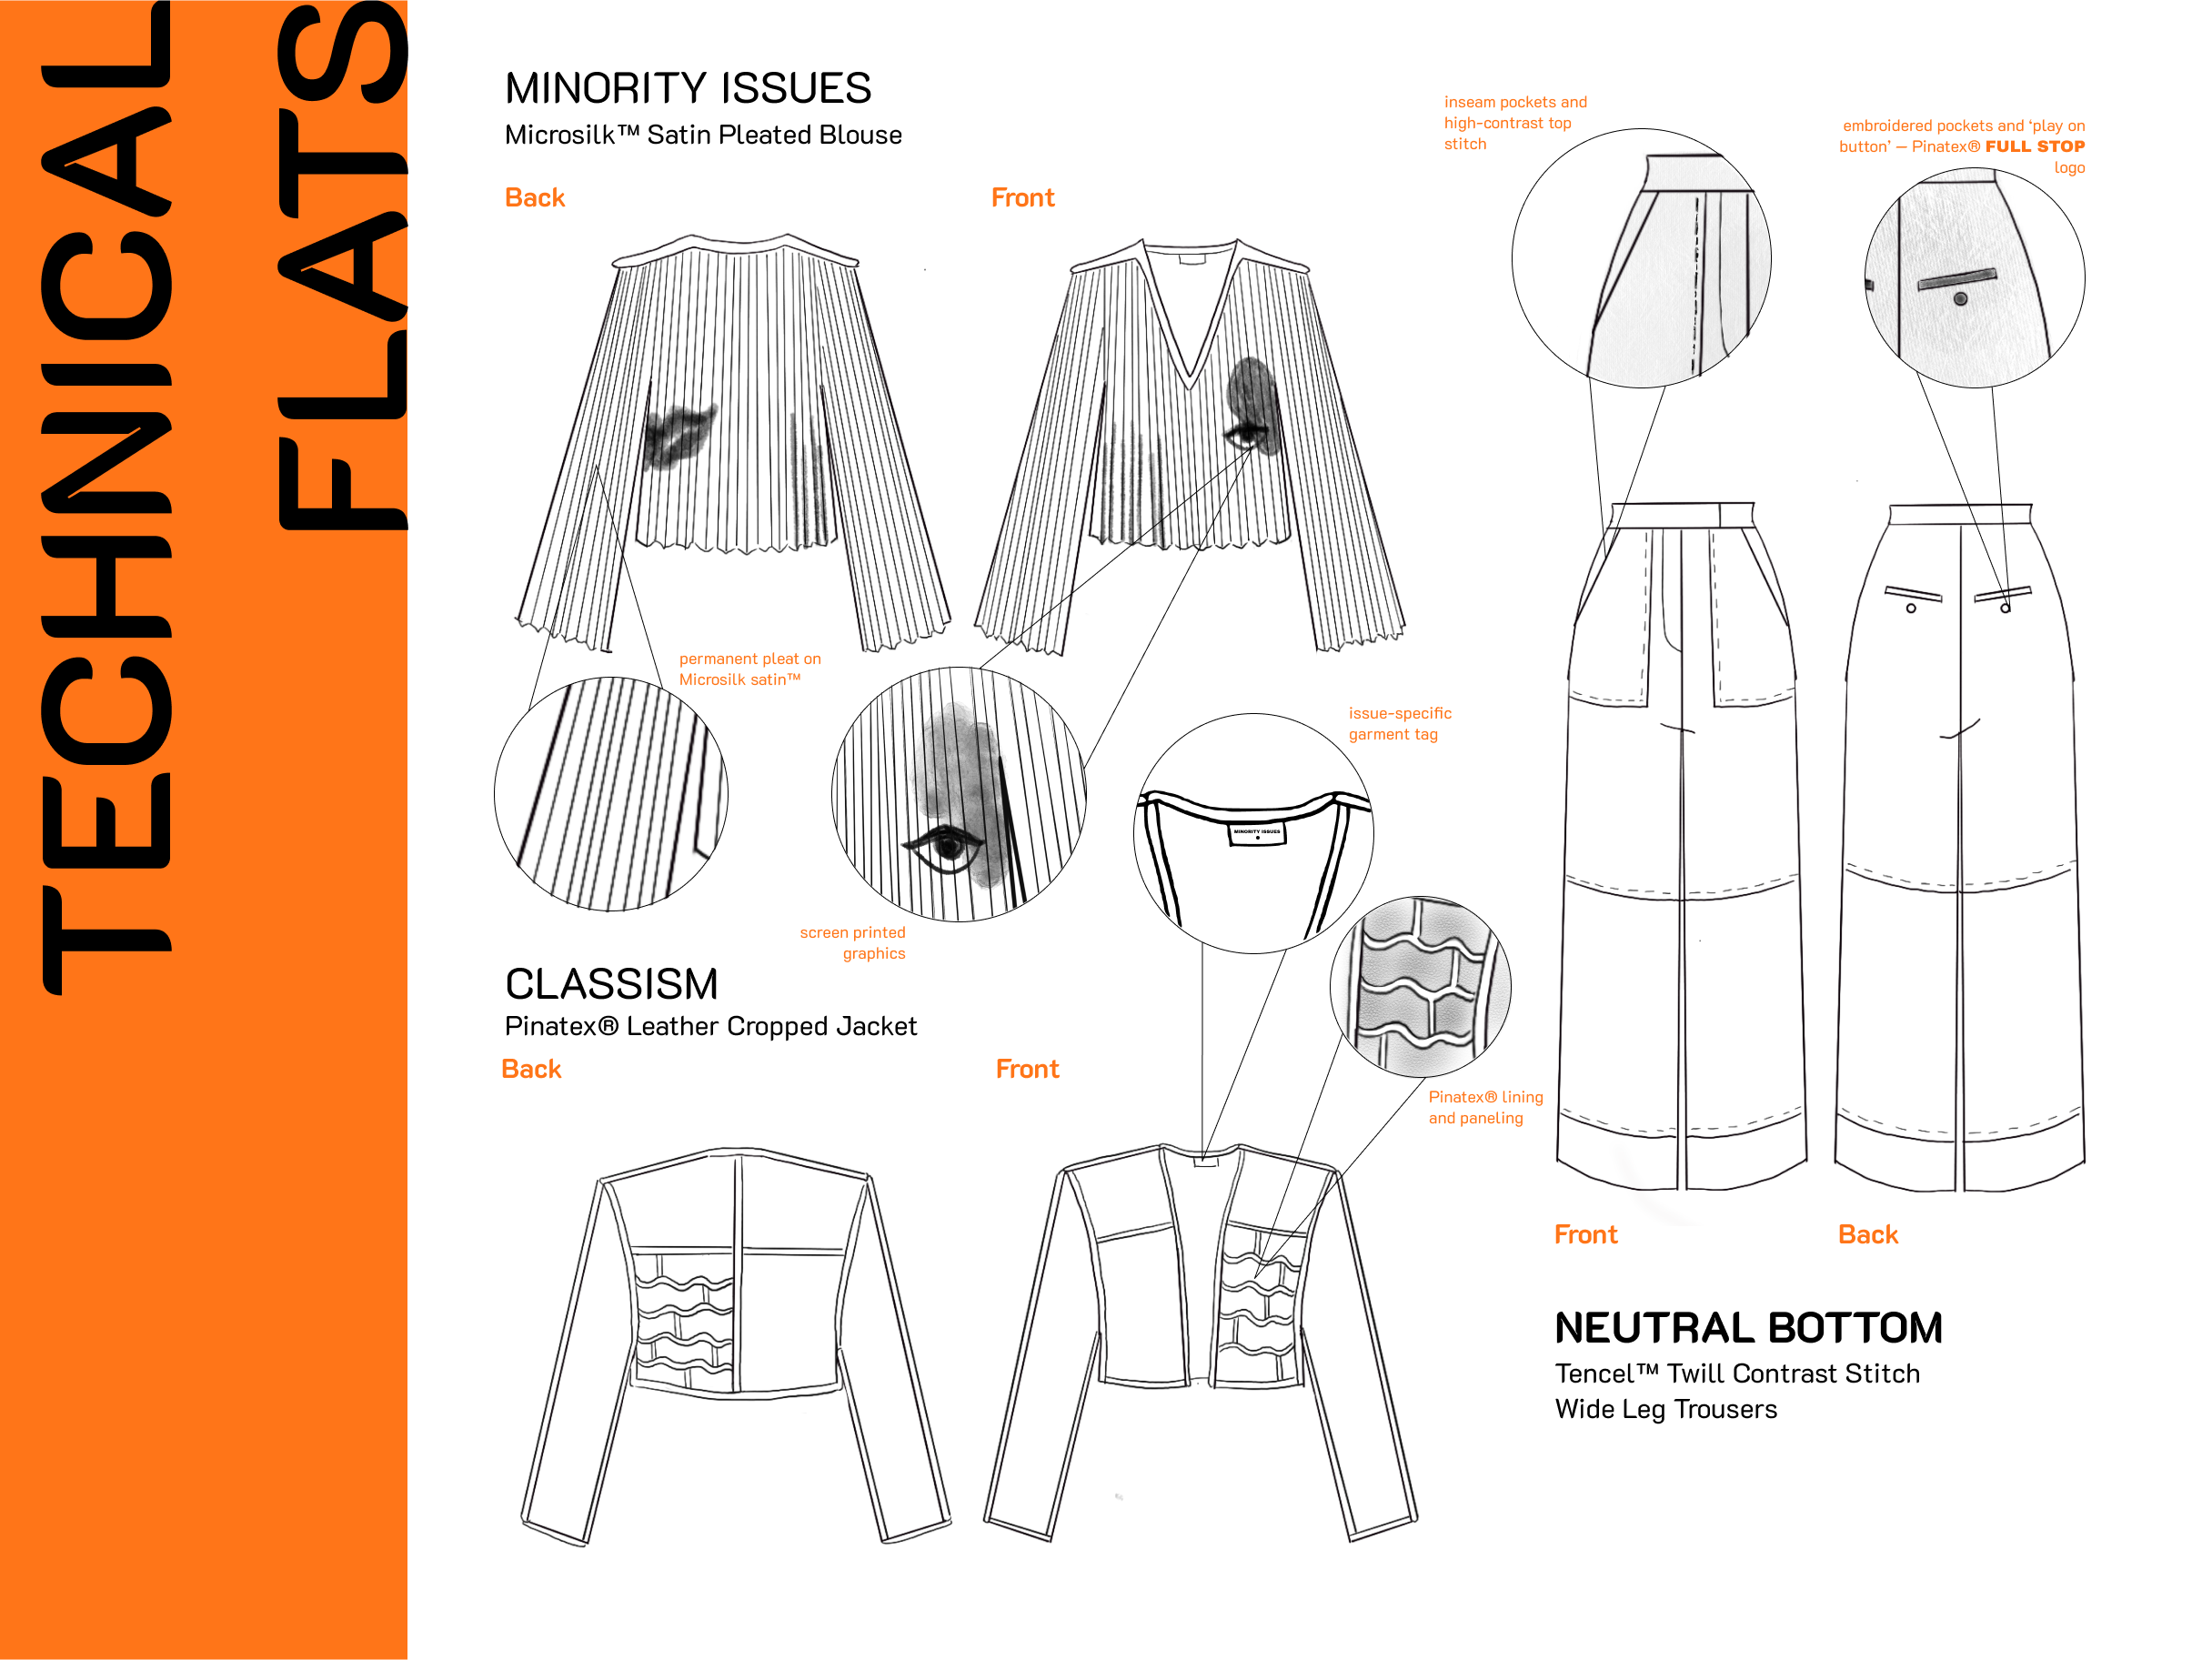 TECHNICAL
FLATS
MINORITY ISSUES
Microsilk™ Satin Pleated Blouse
Back
Front
permanent pleat on
Microsilk satin™
screen printed
graphics
issue-specific
garment tag
MINORITY ISSUES
CLASSISM
Pinatex® Leather Cropped Jacket
Back
Front
Pinatex® lining
and paneling
inseam pockets and
high-contrast top
stitch
embroidered pockets and ‘play on
button’ – Pinatex® FULL STOP
logo
Front
Back
NEUTRAL BOTTOM
Tencel™ Twill Contrast Stitch
Wide Leg Trousers